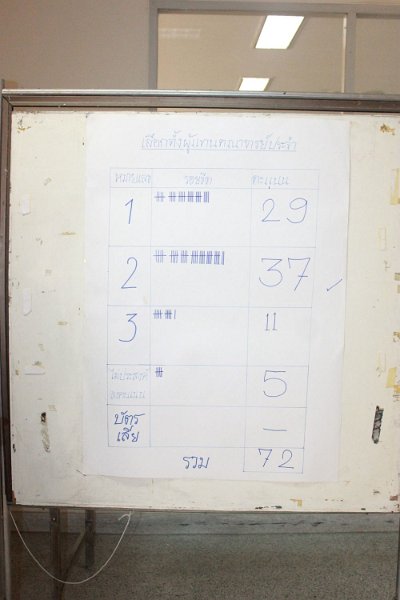 เลือกตั้งผู้แทนคณาจารย์ประจำ
หมายเลข รอยขีด คะแนน
1 29
2 37
3 11
ไม่ประสงค์ลงคะแนน 5
บัตรเสีย –
รวม 72